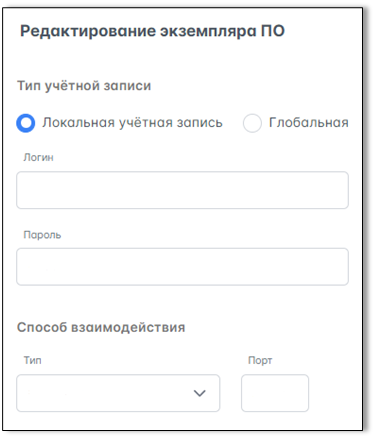 Редактирование экземпляра ПО
Тип учётной записи
Локальная учётная запись Глобальная
Логин
Пароль
Способ взаимодействия
Тип Порт